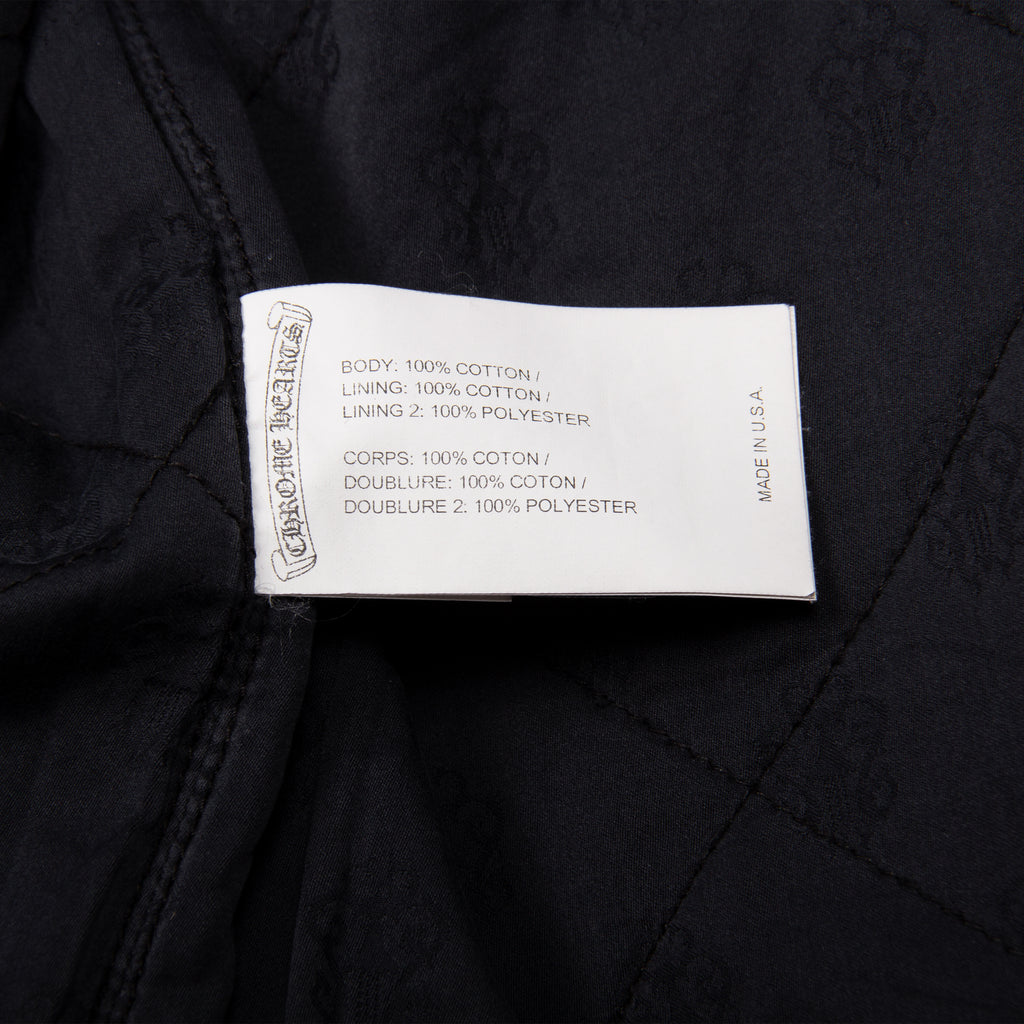 CHROME HEARTS
BODY: 100% COTTON /
LINING: 100% COTTON /
LINING 2: 100% POLYESTER
CORPS: 100% COTON /
DOUBLURE: 100% COTON /
DOUBLURE 2: 100% POLYESTER
MADE IN U.S.A.